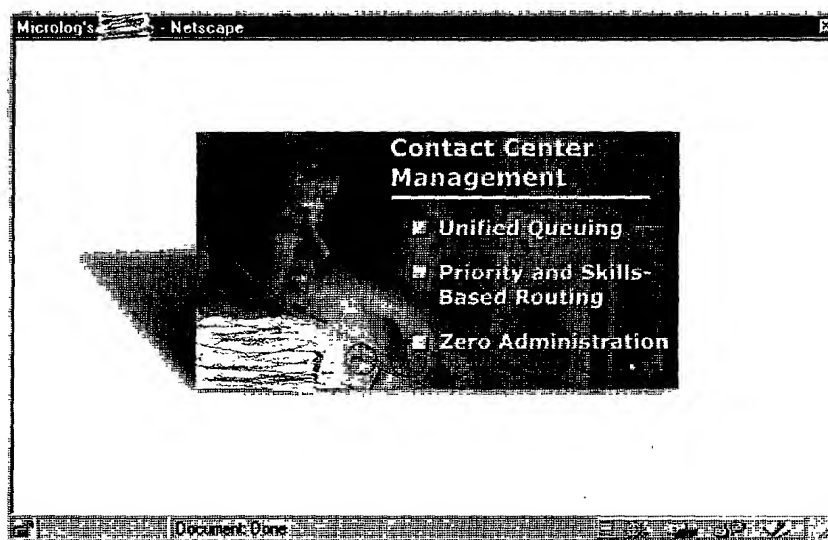 Microlog's - Netscape
Contact Center
Management
Unified Queuing
Priority and Skills-
Based Routing
Zero Administration
Document: Done